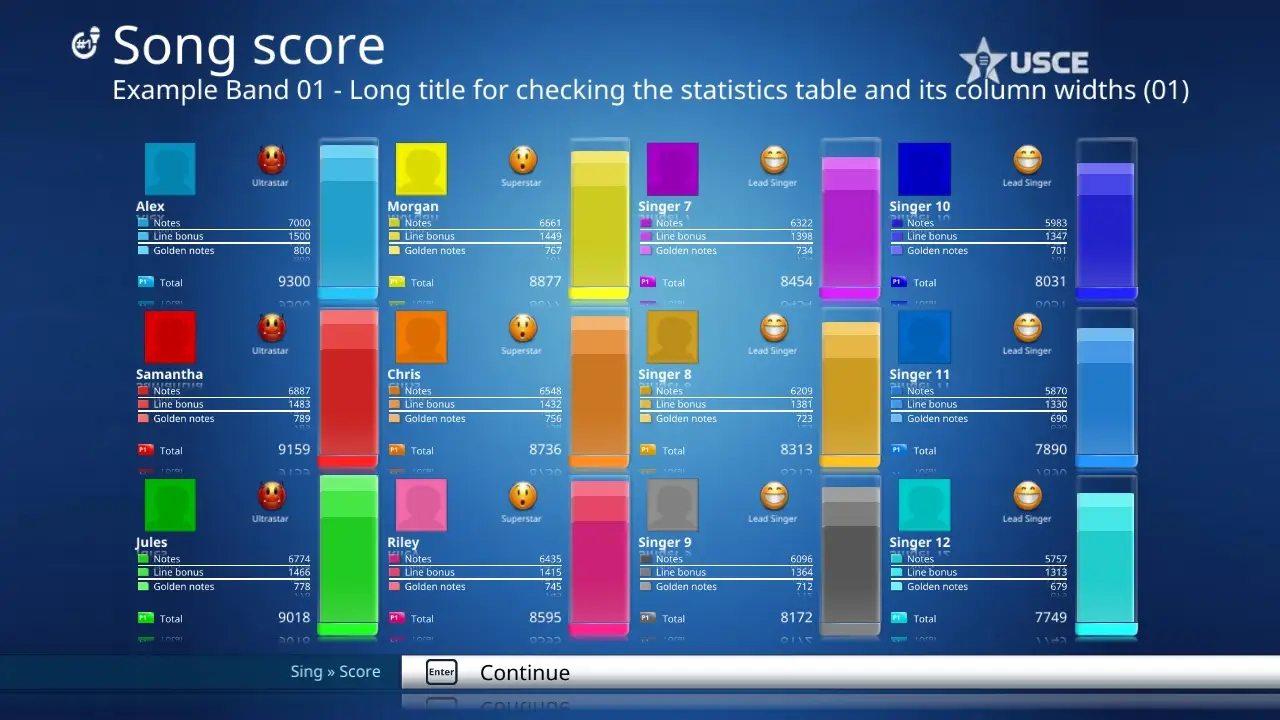 #1 Song score
USCE
Example Band 01 - Long title for checking the statistics table and its column widths (01)
Ultrastar
Alex
Notes 7000
Line bonus 1500
Golden notes 800
P1 Total 9300
Superstar
Morgan
Notes 6661
Line bonus 1449
Golden notes 767
P1 Total 8877
Lead Singer
Singer 7
Notes 6322
Line bonus 1398
Golden notes 734
P1 Total 8454
Lead Singer
Singer 10
Notes 5983
Line bonus 1347
Golden notes 701
P1 Total 8031
Ultrastar
Samantha
Notes 6887
Line bonus 1483
Golden notes 789
P1 Total 9159
Superstar
Chris
Notes 6548
Line bonus 1432
Golden notes 756
P1 Total 8736
Lead Singer
Singer 8
Notes 6209
Line bonus 1381
Golden notes 723
P1 Total 8313
Lead Singer
Singer 11
Notes 5870
Line bonus 1330
Golden notes 690
P1 Total 7890
Ultrastar
Jules
Notes 6774
Line bonus 1466
Golden notes 778
P1 Total 9018
Superstar
Riley
Notes 6435
Line bonus 1415
Golden notes 745
P1 Total 8595
Lead Singer
Singer 9
Notes 6096
Line bonus 1364
Golden notes 712
P1 Total 8172
Lead Singer
Singer 12
Notes 5757
Line bonus 1313
Golden notes 679
P1 Total 7749
Sing » Score
Enter Continue